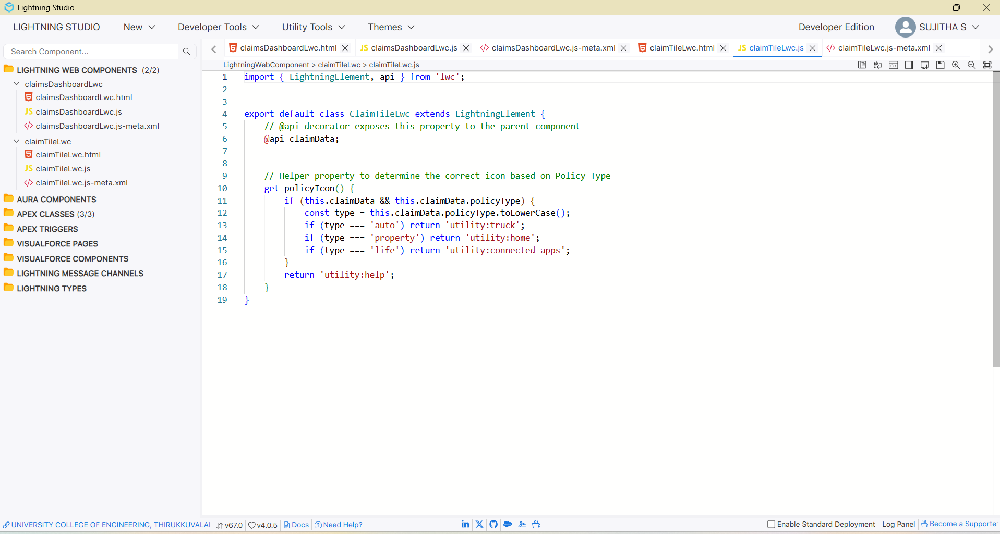 Lightning Studio
LIGHTNING STUDIO New Developer Tools Utility Tools Themes Developer Edition SUJITHA S
Search Component...
LIGHTNING WEB COMPONENTS (2/2)
claimsDashboardLwc
claimsDashboardLwc.html
JS claimsDashboardLwc.js
</> claimsDashboardLwc.js-meta.xml
claimTileLwc
claimTileLwc.html
JS claimTileLwc.js
</> claimTileLwc.js-meta.xml
AURA COMPONENTS
APEX CLASSES (3/3)
APEX TRIGGERS
VISUALFORCE PAGES
VISUALFORCE COMPONENTS
LIGHTNING MESSAGE CHANNELS
LIGHTNING TYPES
claimsDashboardLwc.html JS claimsDashboardLwc.js </> claimsDashboardLwc.js-meta.xml claimTileLwc.html JS claimTileLwc.js </> claimTileLwc.js-meta.xml
LightningWebComponent > claimTileLwc > claimTileLwc.js
1 import { LightningElement, api } from 'lwc';
2
3
4 export default class ClaimTileLwc extends LightningElement {
5 // @api decorator exposes this property to the parent component
6 @api claimData;
7
8
9 // Helper property to determine the correct icon based on Policy Type
10 get policyIcon() {
11 if (this.claimData && this.claimData.policyType) {
12 const type = this.claimData.policyType.toLowerCase();
13 if (type === 'auto') return 'utility:truck';
14 if (type === 'property') return 'utility:home';
15 if (type === 'life') return 'utility:connected_apps';
16 }
17 return 'utility:help';
18 }
19 }
UNIVERSITY COLLEGE OF ENGINEERING, THIRUKKUVALAI v67.0 v4.0.5 Docs Need Help? Enable Standard Deployment Log Panel Become a Supporter